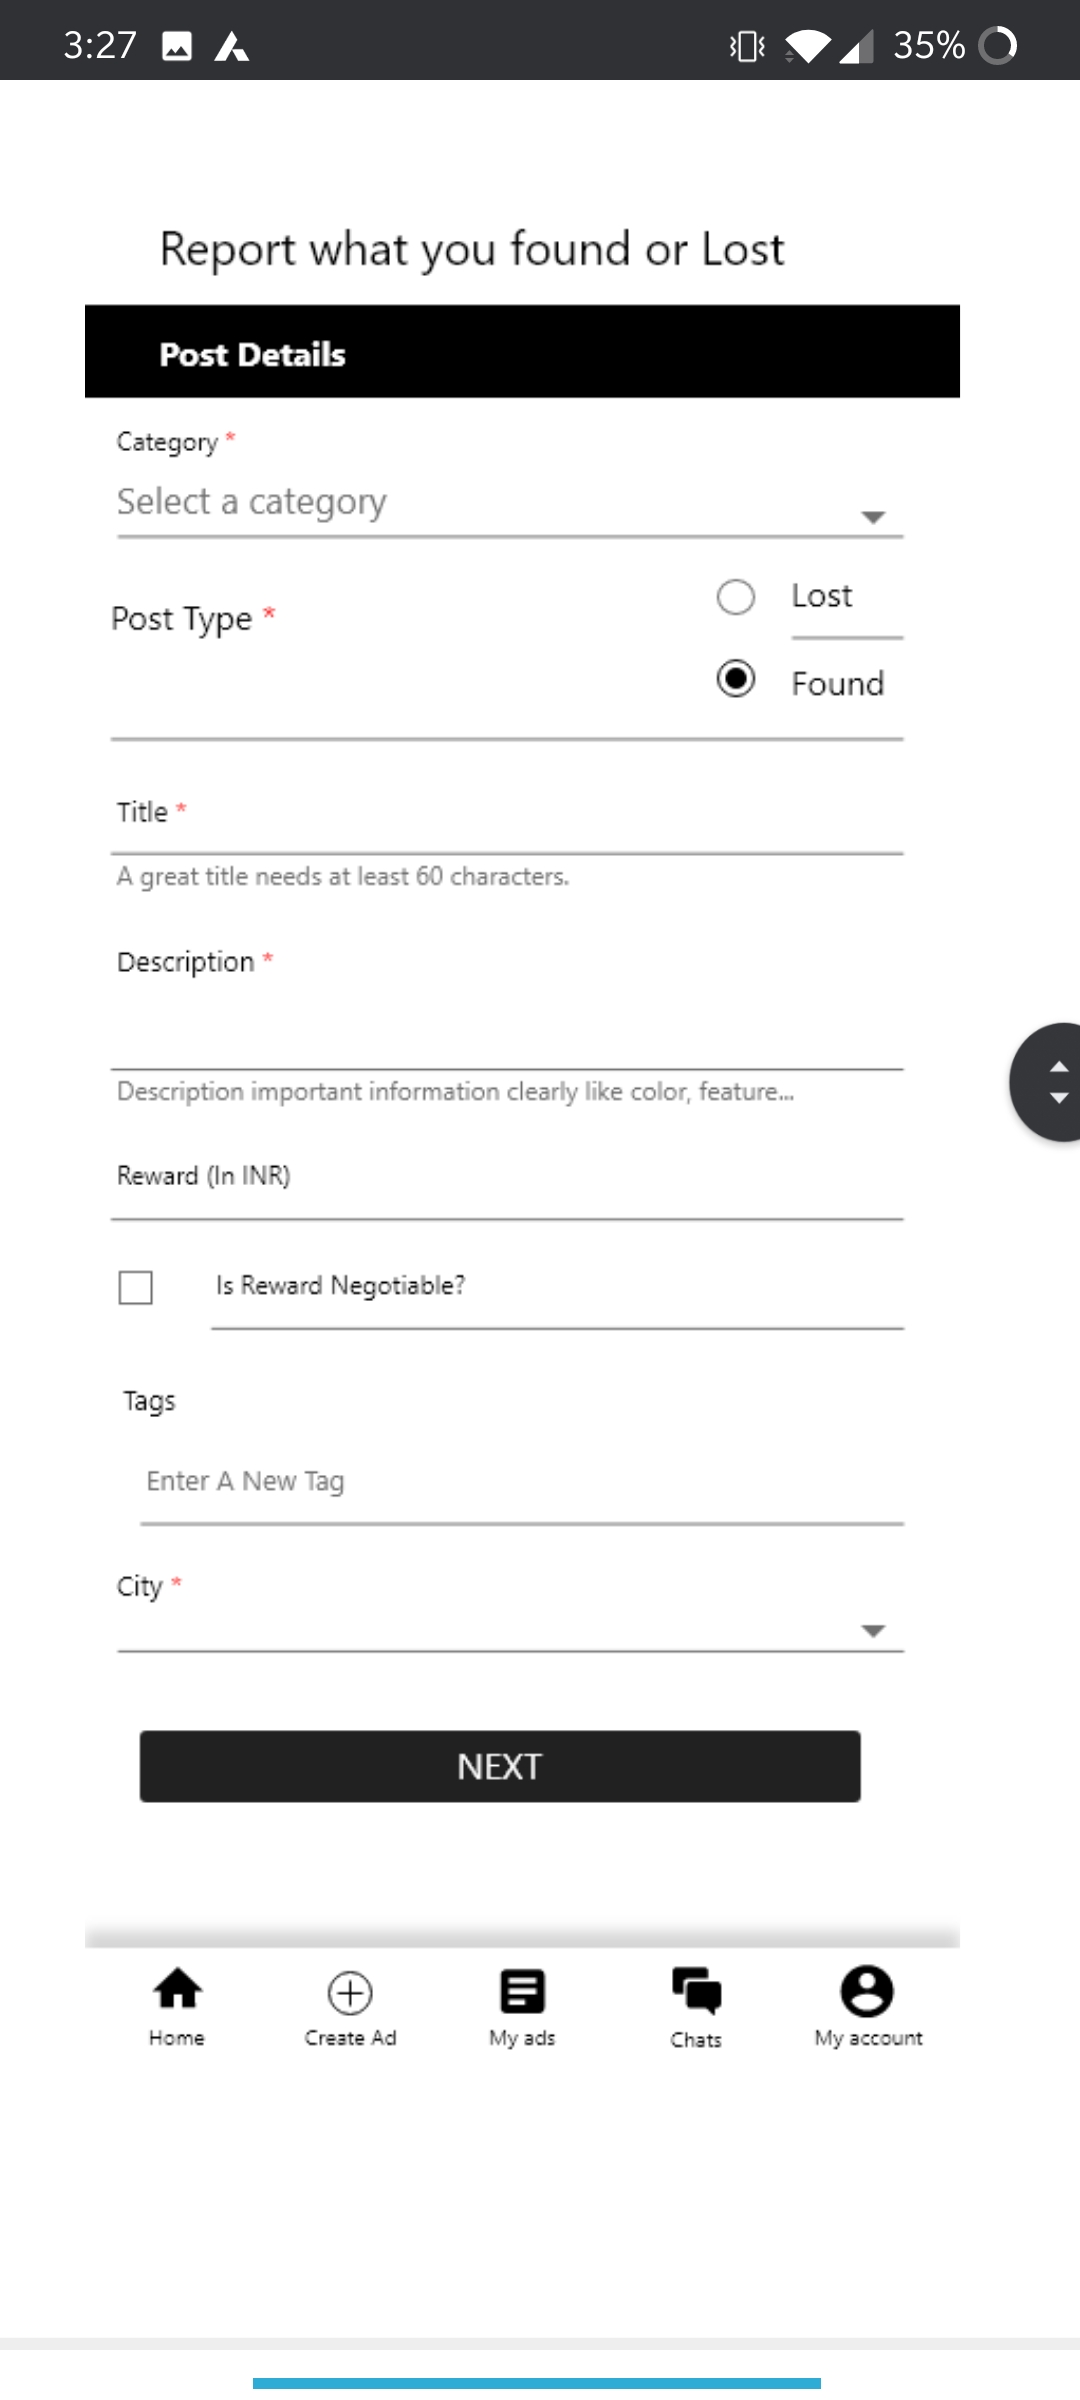 3:27
35%
Report what you found or Lost
Post Details
Category *
Select a category
Post Type *
Lost
Found
Title *
A great title needs at least 60 characters.
Description *
Description important information clearly like color, feature...
Reward (In INR)
Is Reward Negotiable?
Tags
Enter A New Tag
City *
NEXT
Home
Create Ad
My ads
Chats
My account